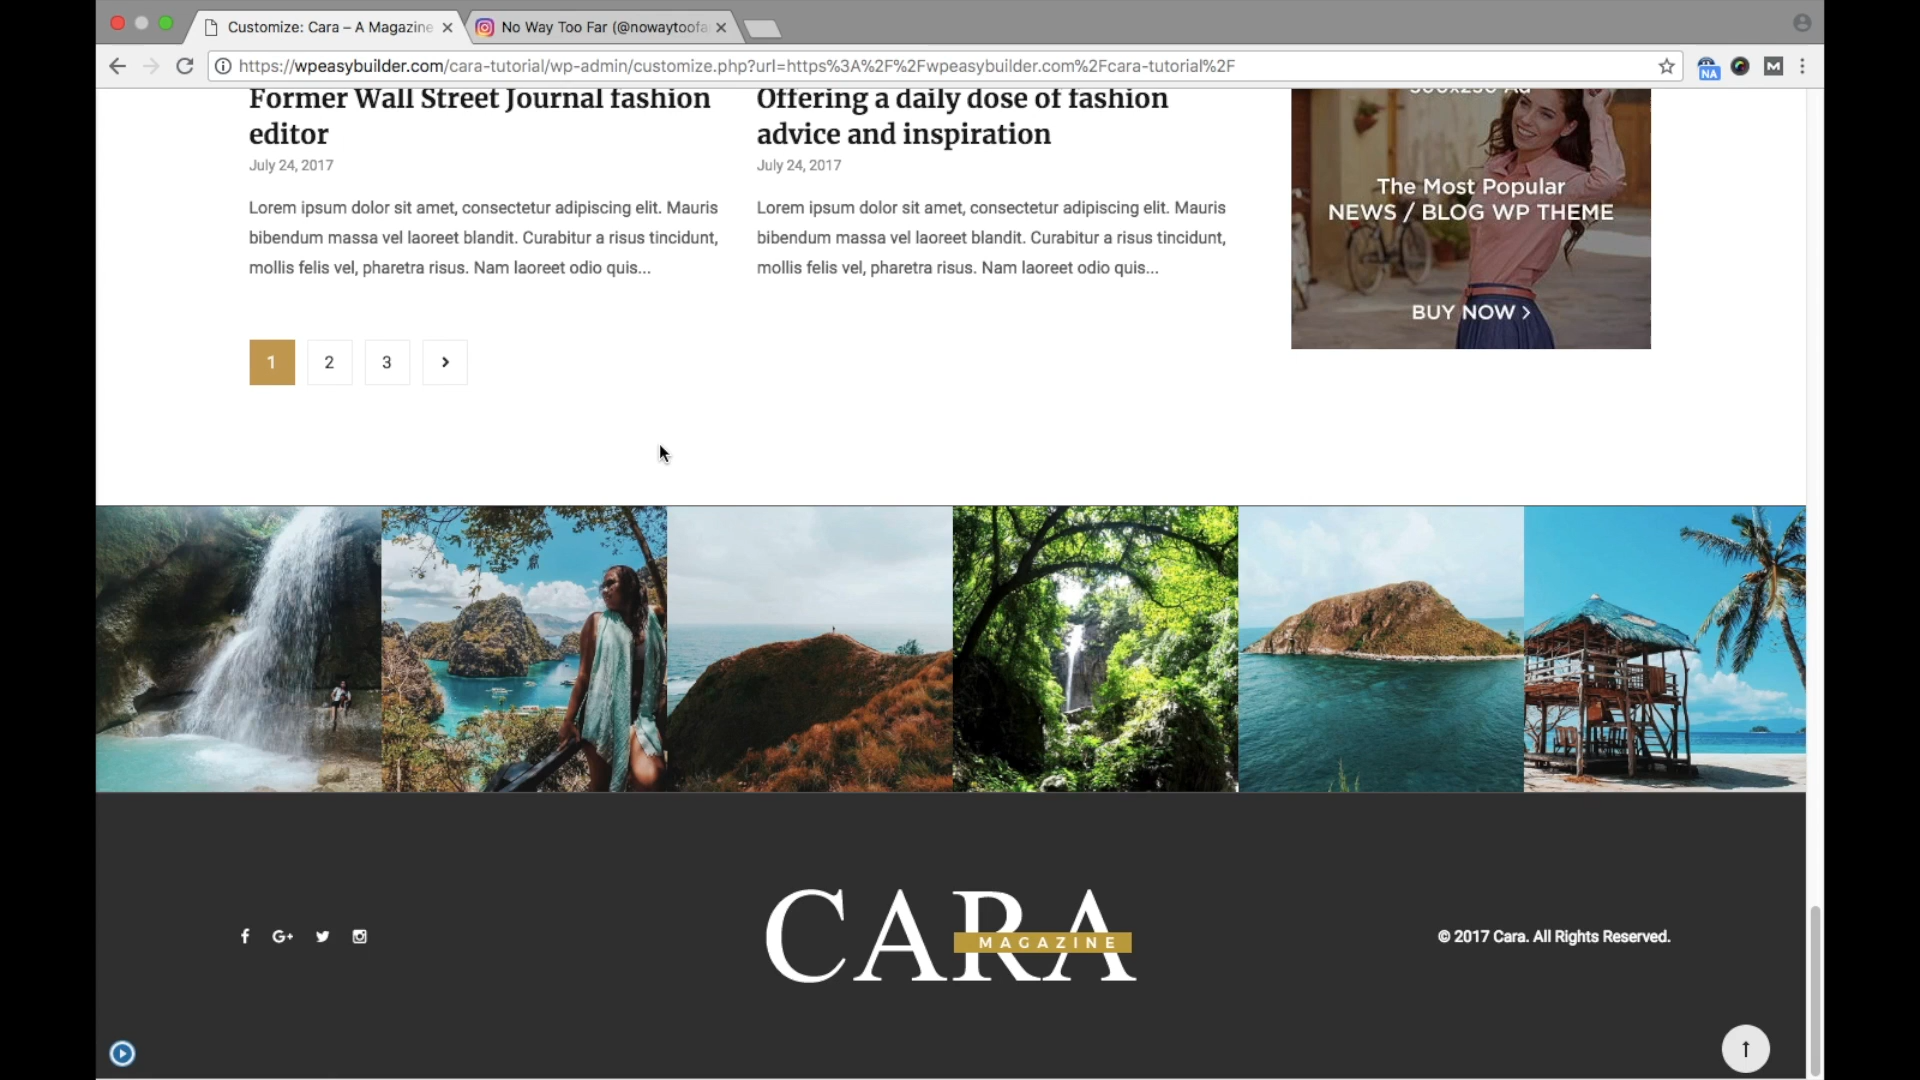 Customize: Cara – A Magazine
No Way Too Far (@nowaytoofa
https://wpeasybuilder.com/cara-tutorial/wp-admin/customize.php?url=https%3A%2F%2Fwpeasybuilder.com%2Fcara-tutorial%2F
NA
M
Former Wall Street Journal fashion
editor
July 24, 2017
Lorem ipsum dolor sit amet, consectetur adipiscing elit. Mauris
bibendum massa vel laoreet blandit. Curabitur a risus tincidunt,
mollis felis vel, pharetra risus. Nam laoreet odio quis...
Offering a daily dose of fashion
advice and inspiration
July 24, 2017
Lorem ipsum dolor sit amet, consectetur adipiscing elit. Mauris
bibendum massa vel laoreet blandit. Curabitur a risus tincidunt,
mollis felis vel, pharetra risus. Nam laoreet odio quis...
300x250 Ad
The Most Popular
NEWS / BLOG WP THEME
BUY NOW >
1 2 3
CARA
MAGAZINE
© 2017 Cara. All Rights Reserved.